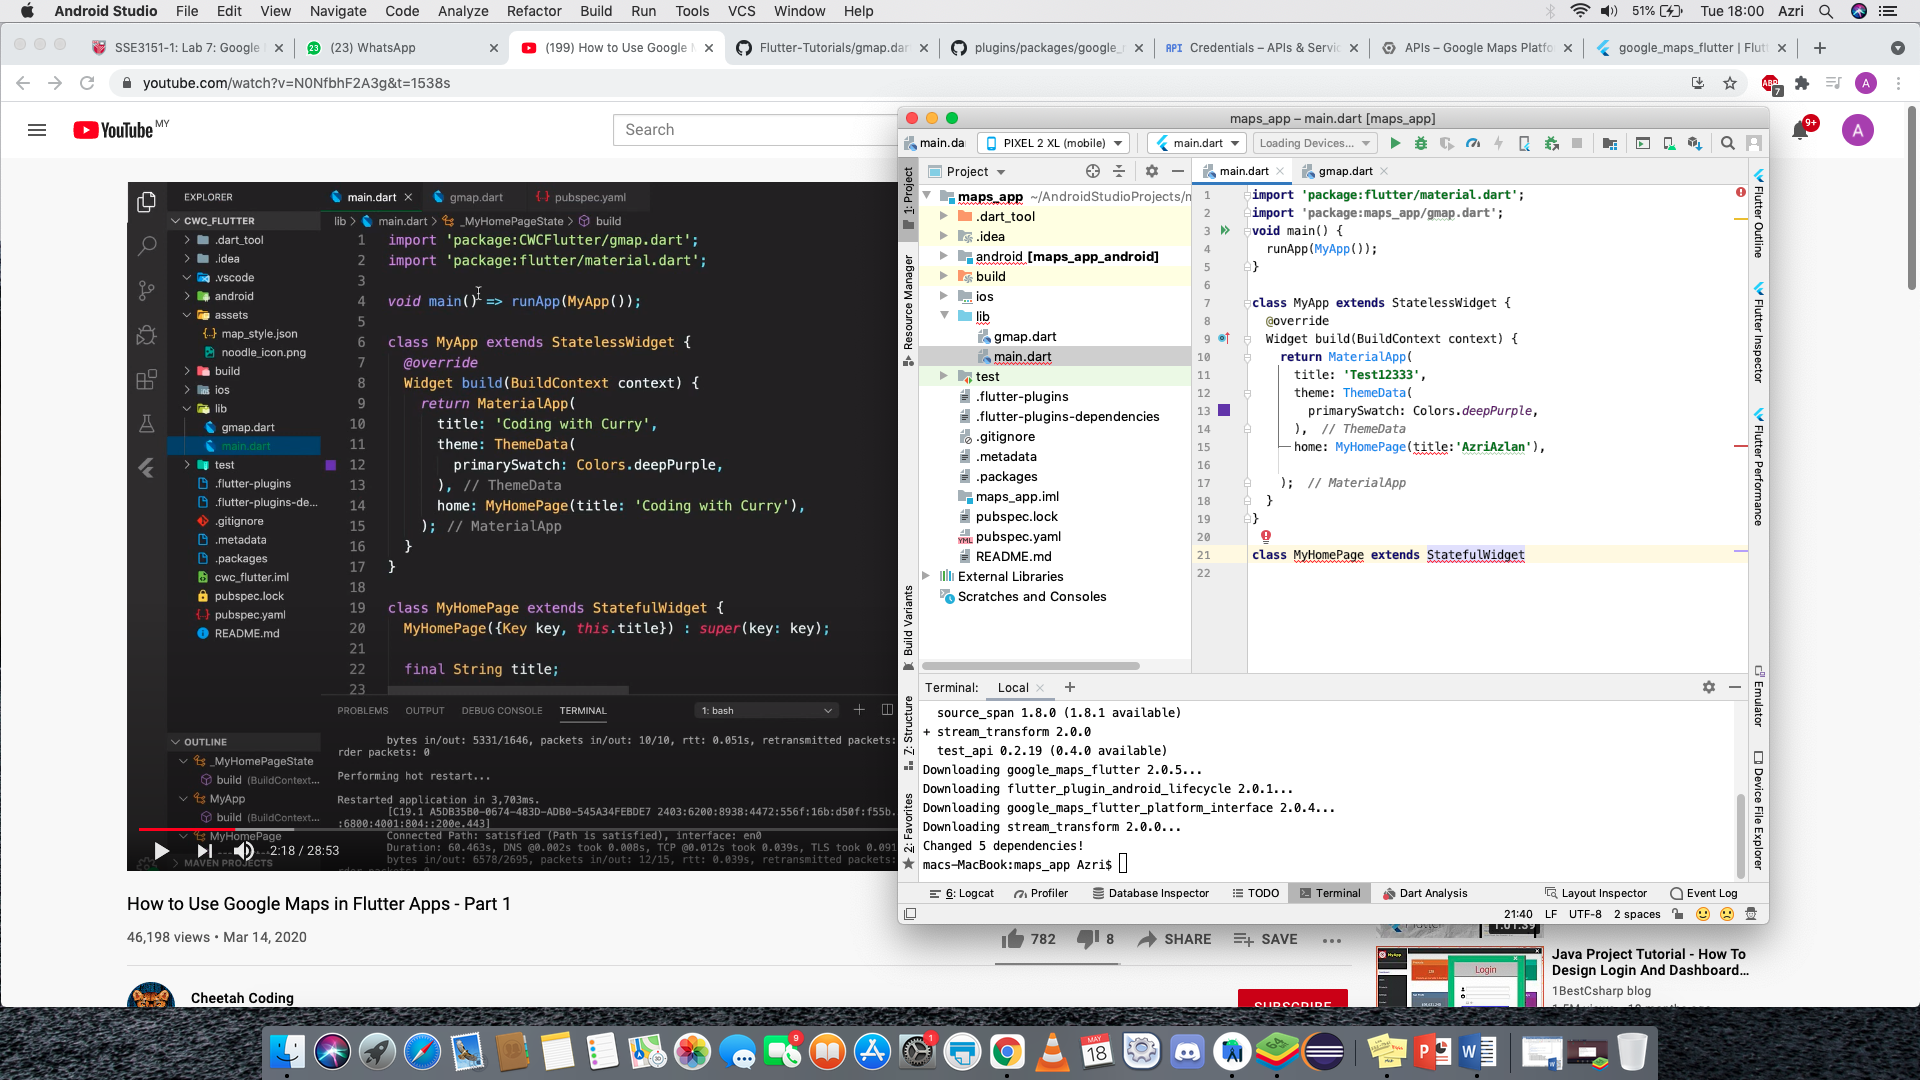 Android Studio File Edit View Navigate Code Analyze Refactor Build Run Tools VCS Window Help
51% Tue 18:00 Azri
SSE3151-1: Lab 7: Google
(23) WhatsApp
(199) How to Use Google M
Flutter-Tutorials/gmap.dar
plugins/packages/google_
Credentials – APIs & Servic
APIs – Google Maps Platfo
google_maps_flutter | Flut
youtube.com/watch?v=N0NfbhF2A3g&t=1538s
YouTube MY
Search
9+
A
EXPLORER
CWC_FLUTTER
.dart_tool
.idea
.vscode
android
assets
map_style.json
noodle_icon.png
build
ios
lib
gmap.dart
main.dart
test
.flutter-plugins
.flutter-plugins-de...
.gitignore
.metadata
.packages
cwc_flutter.iml
pubspec.lock
pubspec.yaml
README.md
OUTLINE
_MyHomePageState
build (BuildContext...
MyApp
build (BuildContext...
MyHomePage
MAVEN PROJECTS
main.dart gmap.dart pubspec.yaml
lib > main.dart > _MyHomePageState > build
1 import 'package:CWCFlutter/gmap.dart';
2 import 'package:flutter/material.dart';
3
4 void main() => runApp(MyApp());
5
6 class MyApp extends StatelessWidget {
7 @override
8 Widget build(BuildContext context) {
9 return MaterialApp(
10 title: 'Coding with Curry',
11 theme: ThemeData(
12 primarySwatch: Colors.deepPurple,
13 ), // ThemeData
14 home: MyHomePage(title: 'Coding with Curry'),
15 ); // MaterialApp
16 }
17 }
18
19 class MyHomePage extends StatefulWidget {
20 MyHomePage({Key key, this.title}) : super(key: key);
21
22 final String title;
23
PROBLEMS OUTPUT DEBUG CONSOLE TERMINAL 1: bash
bytes in/out: 5331/1646, packets in/out: 10/10, rtt: 0.051s, retransmitted packets:
rder packets: 0
Performing hot restart...
Restarted application in 3,703ms.
[C19.1 A5DB35B0-0674-483D-ADB0-545A34FEBDE7 2403:6200:8938:4472:556f:16b:d50f:f55b.
:6800:4001:804::200e.443]
Connected Path: satisfied (Path is satisfied), interface: en0
Duration: 60.463s, DNS @0.002s took 0.008s, TCP @0.012s took 0.039s, TLS took 0.091
bytes in/out: 6578/2695, packets in/out: 12/15, rtt: 0.039s, retransmitted packets:
2:18 / 28:53
How to Use Google Maps in Flutter Apps - Part 1
46,198 views • Mar 14, 2020
782 8 SHARE SAVE
Cheetah Coding
SUBSCRIBE
maps_app – main.dart [maps_app]
main.da PIXEL 2 XL (mobile) main.dart Loading Devices...
Project
1: Project
Resource Manager
Build Variants
7: Structure
2: Favorites
maps_app ~/AndroidStudioProjects/m
.dart_tool
.idea
android [maps_app_android]
build
ios
lib
gmap.dart
main.dart
test
.flutter-plugins
.flutter-plugins-dependencies
.gitignore
.metadata
.packages
maps_app.iml
pubspec.lock
pubspec.yaml
README.md
External Libraries
Scratches and Consoles
main.dart gmap.dart
1 import 'package:flutter/material.dart';
2 import 'package:maps_app/gmap.dart';
3 void main() {
4 runApp(MyApp());
5 }
6
7 class MyApp extends StatelessWidget {
8 @override
9 Widget build(BuildContext context) {
10 return MaterialApp(
11 title: 'Test12333',
12 theme: ThemeData(
13 primarySwatch: Colors.deepPurple,
14 ), // ThemeData
15 home: MyHomePage(title:'AzriAzlan'),
16
17 ); // MaterialApp
18 }
19 }
20
21 class MyHomePage extends StatefulWidget
22
Flutter Outline
Flutter Inspector
Flutter Performance
Emulator
Device File Explorer
Terminal: Local
source_span 1.8.0 (1.8.1 available)
+ stream_transform 2.0.0
test_api 0.2.19 (0.4.0 available)
Downloading google_maps_flutter 2.0.5...
Downloading flutter_plugin_android_lifecycle 2.0.1...
Downloading google_maps_flutter_platform_interface 2.0.4...
Downloading stream_transform 2.0.0...
Changed 5 dependencies!
macs-MacBook:maps_app Azri$
6: Logcat Profiler Database Inspector TODO Terminal Dart Analysis Layout Inspector Event Log
21:40 LF UTF-8 2 spaces
1:01:39
Login
Java Project Tutorial - How To
Design Login And Dashboard...
1BestCsharp blog
9
1
MAY
18